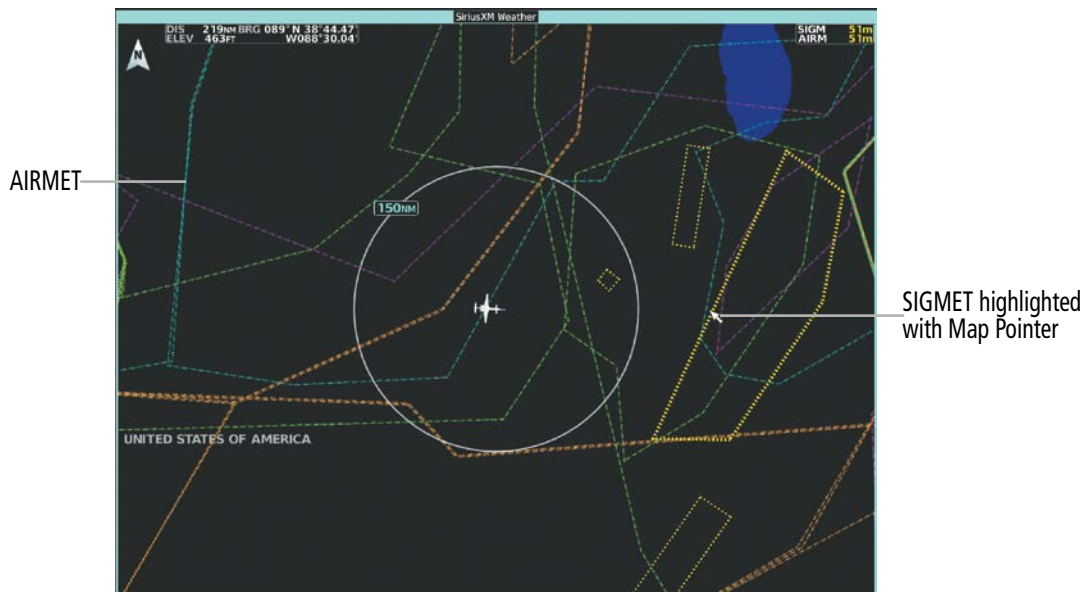 SiriusXM Weather
DIS 219NM BRG 089° N 38°44.47'
ELEV 463FT W088°30.04'
SIGM 51m
AIRM 51m
N
AIRMET
150NM
SIGMET highlighted
with Map Pointer
UNITED STATES OF AMERICA